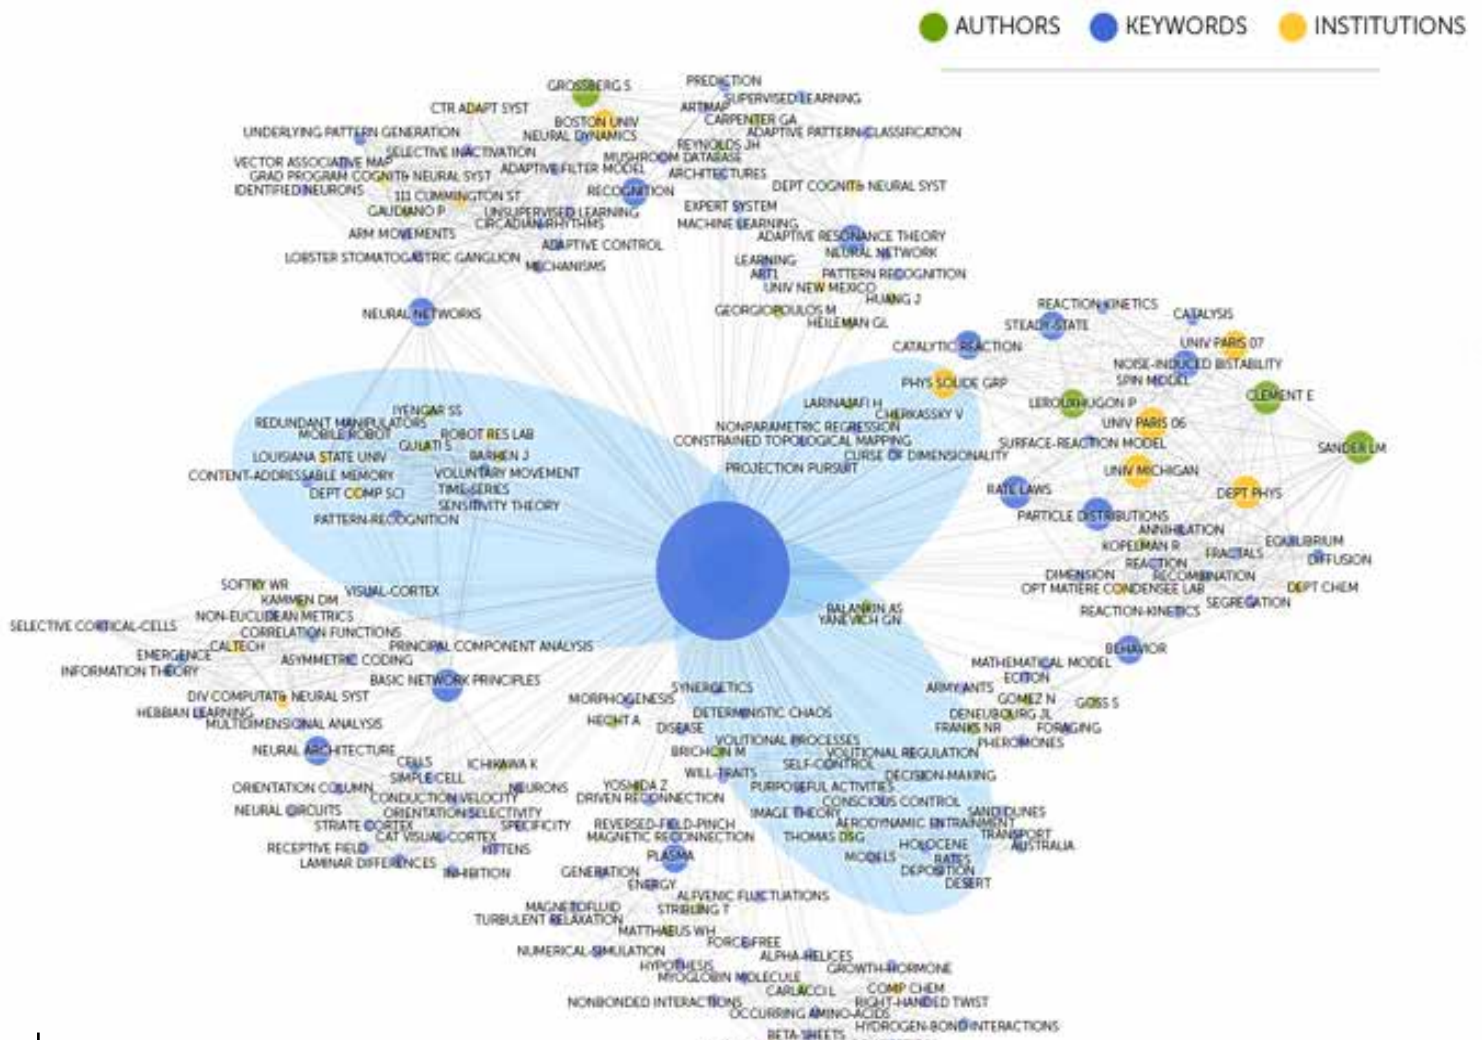 AUTHORS
KEYWORDS
INSTITUTIONS
GROSSBERG S
PREDICTION
SUPERVISED LEARNING
CTR ADAPT SYST
ARTMAP
BOSTON UNIV
CARPENTER GA
UNDERLYING PATTERN GENERATION
NEURAL DYNAMICS
ADAPTIVE PATTERN-CLASSIFICATION
SELECTIVE INACTIVATION
REYNOLDS JH
VECTOR ASSOCIATIVE MAP
MUSHROOM DATABASE
GRAD PROGRAM COGNIT& NEURAL SYST
ADAPTIVE FILTER MODEL
ARCHITECTURES
IDENTIFIED NEURONS
111 CUMMINGTON ST
RECOGNITION
DEPT COGNIT& NEURAL SYST
GAUDIANO P
UNSUPERVISED LEARNING
EXPERT SYSTEM
CIRCADIAN-RHYTHMS
MACHINE LEARNING
ARM MOVEMENTS
ADAPTIVE RESONANCE THEORY
ADAPTIVE CONTROL
NEURAL NETWORK
LOBSTER STOMATOGASTRIC GANGLION
MECHANISMS
LEARNING
ART1
PATTERN RECOGNITION
UNIV NEW MEXICO
HUANG J
NEURAL NETWORKS
GEORGIOPOULOS M
HEILEMAN GL
REACTION KINETICS
CATALYSIS
STEADY-STATE
CATALYTIC REACTION
UNIV PARIS 07
NOISE-INDUCED BISTABILITY
SPIN MODEL
PHYS SOLIDE GRP
CLEMENT E
LEROUXHUGON P
UNIV PARIS 06
SURFACE-REACTION MODEL
SANDER LM
UNIV MICHIGAN
RATE LAWS
DEPT PHYS
PARTICLE DISTRIBUTIONS
ANNIHILATION
KOPELMAN R
EQUILIBRIUM
FRACTALS
DIFFUSION
REACTION
DIMENSION
RECOMBINATION
OPT MATIERE CONDENSEE LAB
DEPT CHEM
SEGREGATION
REACTION-KINETICS
LARINAJAFI H
CHERKASSKY V
NONPARAMETRIC REGRESSION
CONSTRAINED TOPOLOGICAL MAPPING
CURSE OF DIMENSIONALITY
PROJECTION PURSUIT
IYENGAR SS
REDUNDANT MANIPULATORS
MOBILE ROBOT
ROBOT RES LAB
GULATI S
LOUISIANA STATE UNIV
BARHEN J
CONTENT-ADDRESSABLE MEMORY
VOLUNTARY MOVEMENT
DEPT COMP SCI
TIME-SERIES
SENSITIVITY THEORY
PATTERN-RECOGNITION
SOFTKY WR
VISUAL-CORTEX
KAMMEN DM
NON-EUCLIDEAN METRICS
SELECTIVE CORTICAL-CELLS
CORRELATION FUNCTIONS
CALTECH
PRINCIPAL COMPONENT ANALYSIS
EMERGENCE
ASYMMETRIC CODING
INFORMATION THEORY
BASIC NETWORK PRINCIPLES
DIV COMPUTAT& NEURAL SYST
HEBBIAN LEARNING
MULTIDIMENSIONAL ANALYSIS
NEURAL ARCHITECTURE
CELLS
ICHIKAWA K
SIMPLE CELL
ORIENTATION COLUMN
NEURONS
CONDUCTION VELOCITY
NEURAL CIRCUITS
ORIENTATION SELECTIVITY
STRIATE CORTEX
SPECIFICITY
CAT VISUAL-CORTEX
RECEPTIVE FIELD
KITTENS
LAMINAR DIFFERENCES
INHIBITION
BALANKIN AS
YANEVICH GN
BEHAVIOR
MATHEMATICAL MODEL
ECITON
ARMY ANTS
GOMEZ N
GOSS S
DENEUBOURG JL
FRANKS NR
FORAGING
PHEROMONES
SYNERGETICS
MORPHOGENESIS
DETERMINISTIC CHAOS
HECHT A
DISEASE
VOLITIONAL PROCESSES
BRICHCIN M
VOLITIONAL REGULATION
SELF-CONTROL
WILL-TRAITS
DECISION-MAKING
YOSHIDA Z
PURPOSEFUL ACTIVITIES
DRIVEN RECONNECTION
CONSCIOUS CONTROL
IMAGE THEORY
SAND DUNES
REVERSED-FIELD-PINCH
AERODYNAMIC ENTRAINMENT
MAGNETIC RECONNECTION
THOMAS DSG
TRANSPORT
HOLOCENE
AUSTRALIA
PLASMA
MODELS
RATES
GENERATION
DEPOSITION
ENERGY
DESERT
ALFVENIC FLUCTUATIONS
MAGNETOFLUID
STRIBLING T
TURBULENT RELAXATION
MATTHAEUS WH
FORCE-FREE
NUMERICAL-SIMULATION
ALPHA-HELICES
HYPOTHESIS
GROWTH-HORMONE
MYOGLOBIN MOLECULE
CARLACCI L
COMP CHEM
NONBONDED INTERACTIONS
RIGHT-HANDED TWIST
OCCURRING AMINO-ACIDS
HYDROGEN-BOND INTERACTIONS
BETA-SHEETS